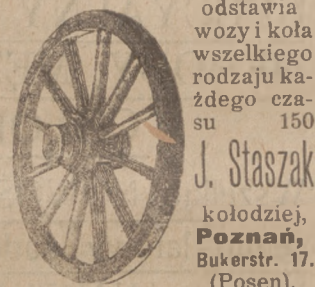 odstawia
wozy i koła
wszelkiego
rodzaju ka-
żdego cza-
su 150
J. Staszak
kołodziej,
Poznań,
Bukerstr. 17.
(Posen).